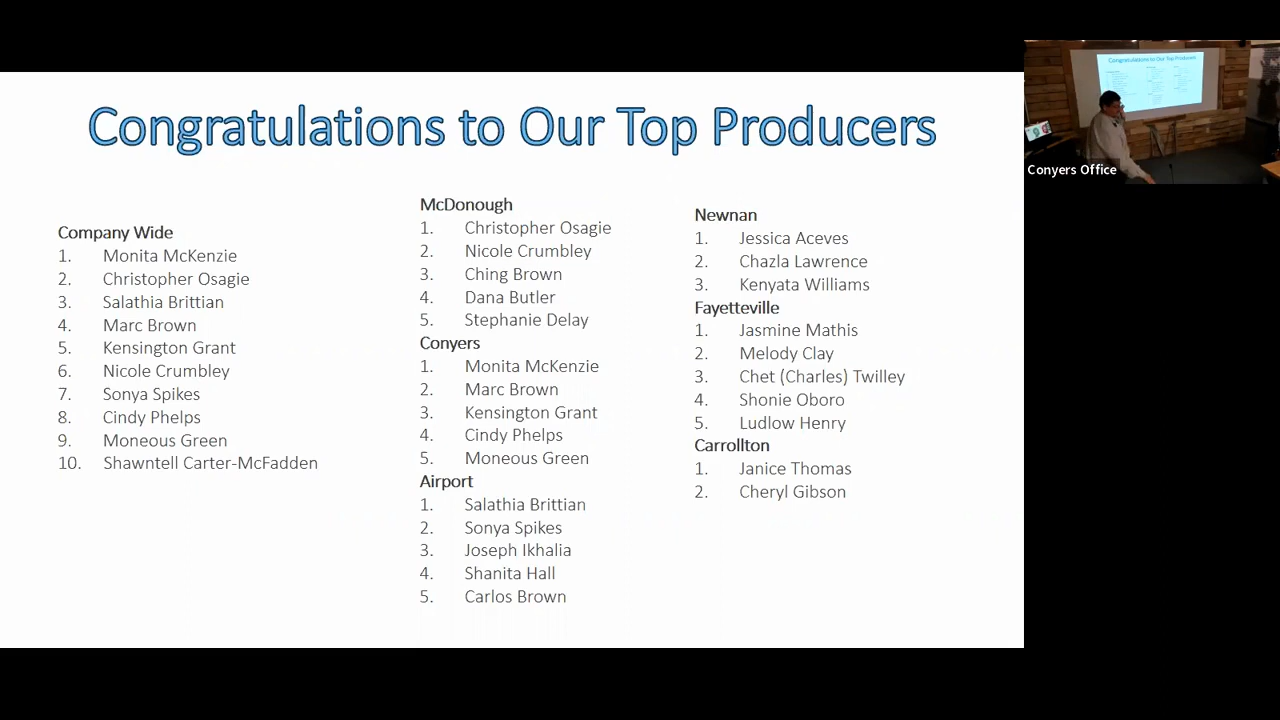 Congratulations to Our Top Producers
Company Wide
1. Monita McKenzie
2. Christopher Osagie
3. Salathia Brittian
4. Marc Brown
5. Kensington Grant
6. Nicole Crumbley
7. Sonya Spikes
8. Cindy Phelps
9. Moneous Green
10. Shawntell Carter-McFadden
McDonough
1. Christopher Osagie
2. Nicole Crumbley
3. Ching Brown
4. Dana Butler
5. Stephanie Delay
Conyers
1. Monita McKenzie
2. Marc Brown
3. Kensington Grant
4. Cindy Phelps
5. Moneous Green
Airport
1. Salathia Brittian
2. Sonya Spikes
3. Joseph Ikhalia
4. Shanita Hall
5. Carlos Brown
Newnan
1. Jessica Aceves
2. Chazla Lawrence
3. Kenyata Williams
Fayetteville
1. Jasmine Mathis
2. Melody Clay
3. Chet (Charles) Twilley
4. Shonie Oboro
5. Ludlow Henry
Carrollton
1. Janice Thomas
2. Cheryl Gibson
Congratulations to Our Top Producers
Conyers Office